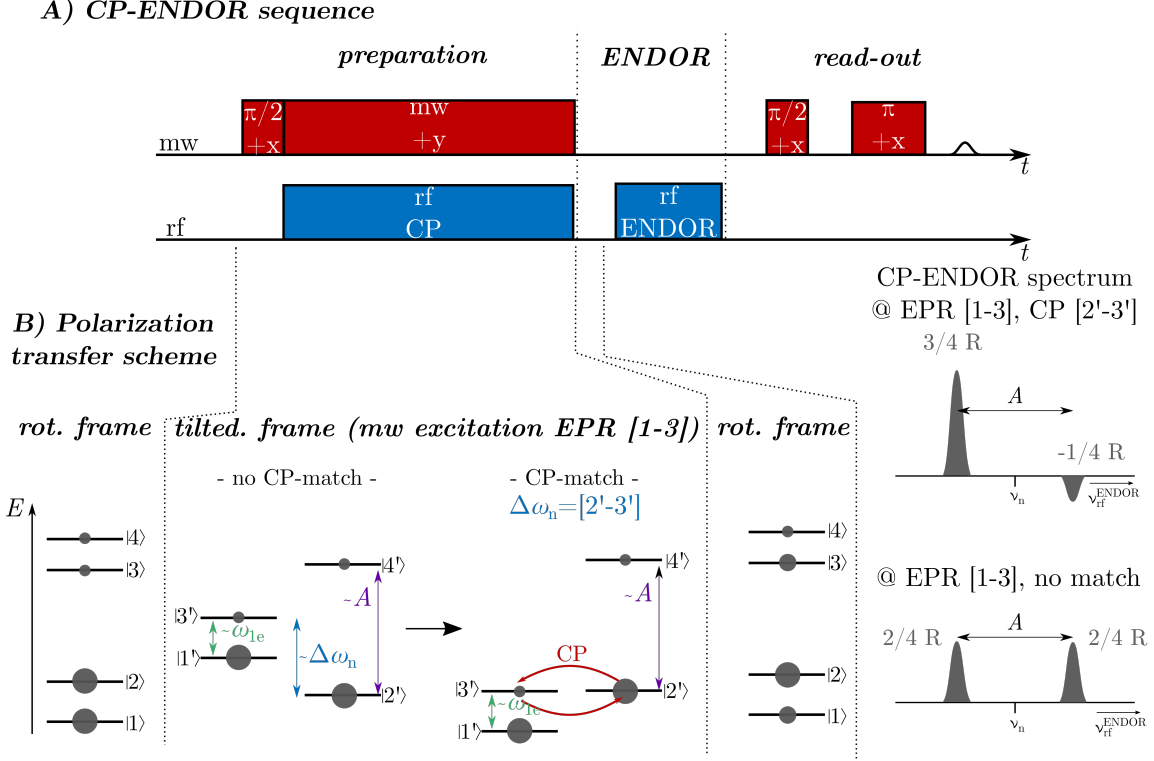 A) CP-ENDOR sequence
preparation
ENDOR
read-out
mw
π/2
+x
mw
+y
π/2
+x
π
+x
t
rf
rf
CP
rf
ENDOR
t
B) Polarization
transfer scheme
rot. frame
tilted. frame (mw excitation EPR [1-3])
rot. frame
- no CP-match -
- CP-match -
Δωn=[2'-3']
E
|4⟩
|3⟩
|2⟩
|1⟩
|3'⟩
~ω1e
|1'⟩
~Δωn
|4'⟩
~A
|2'⟩
|3'⟩
~ω1e
|1'⟩
CP
|4'⟩
~A
|2'⟩
|4⟩
|3⟩
|2⟩
|1⟩
CP-ENDOR spectrum
@ EPR [1-3], CP [2'-3']
3/4 R
A
-1/4 R
νn
νrfENDOR
@ EPR [1-3], no match
2/4 R
A
2/4 R
νn
νrfENDOR